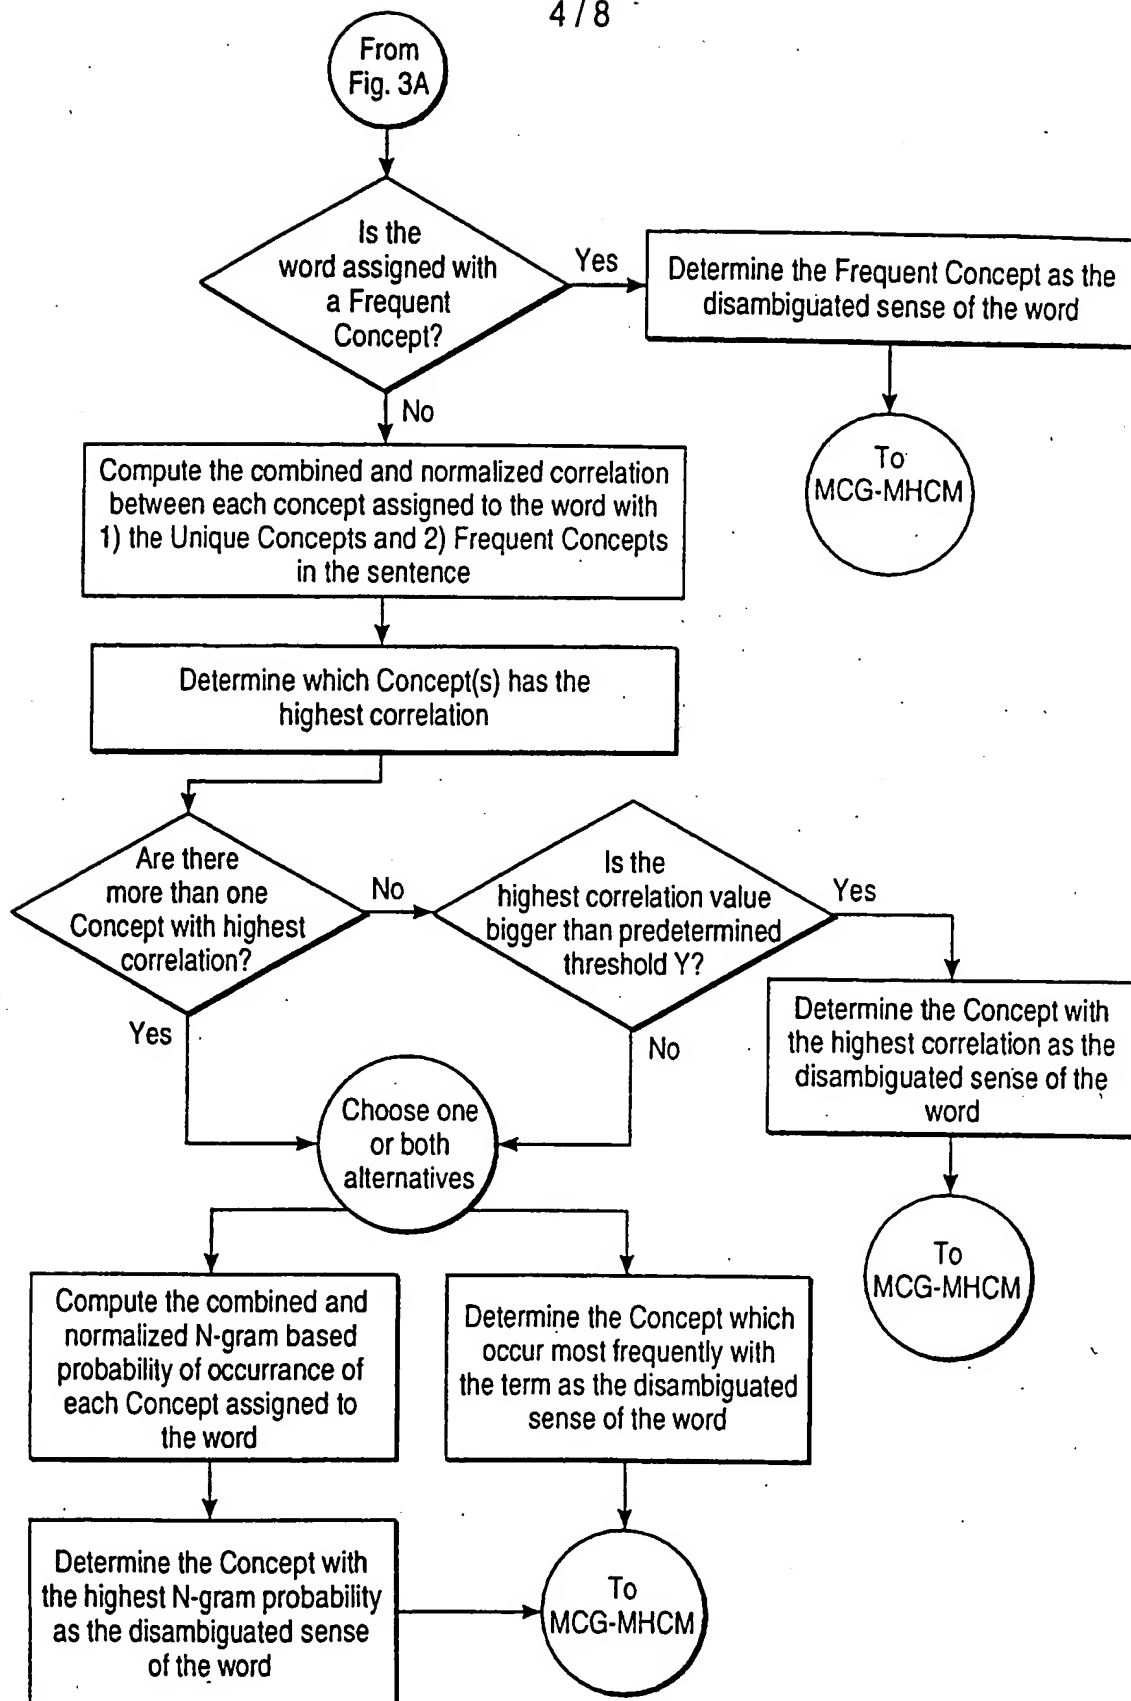 4 / 8
From
Fig. 3A
Is the
word assigned with
a Frequent
Concept?
Yes
Determine the Frequent Concept as the
disambiguated sense of the word
No
To
MCG-MHCM
Compute the combined and normalized correlation
between each concept assigned to the word with
1) the Unique Concepts and 2) Frequent Concepts
in the sentence
Determine which Concept(s) has the
highest correlation
Are there
more than one
Concept with highest
correlation?
No
Is the
highest correlation value
bigger than predetermined
threshold Y?
Yes
Determine the Concept with
the highest correlation as the
disambiguated sense of the
word
Yes
No
Choose one
or both
alternatives
To
MCG-MHCM
Compute the combined and
normalized N-gram based
probability of occurrance of
each Concept assigned to
the word
Determine the Concept which
occur most frequently with
the term as the disambiguated
sense of the word
Determine the Concept with
the highest N-gram probability
as the disambiguated sense
of the word
To
MCG-MHCM